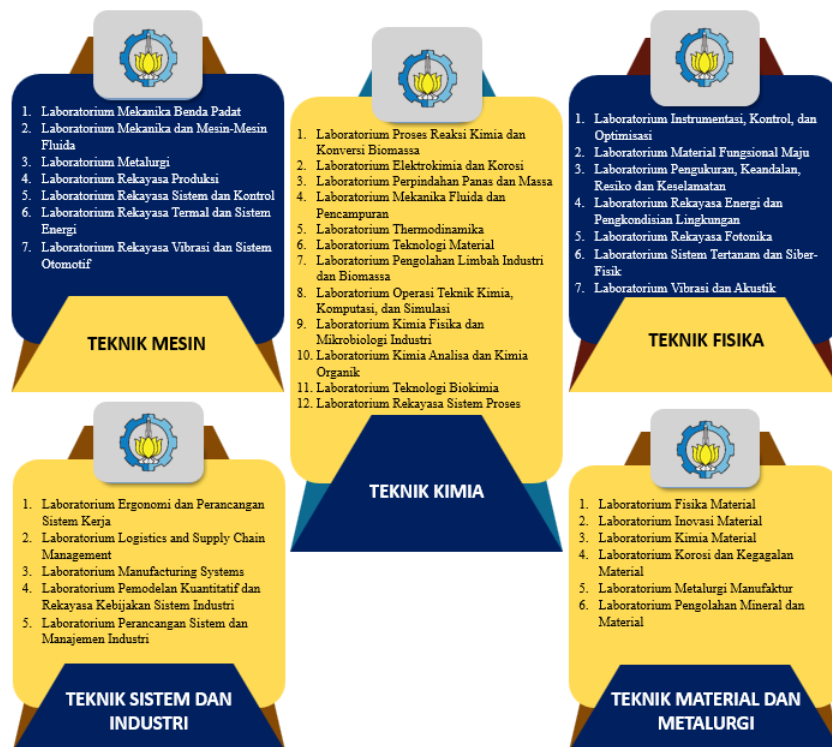 1. Laboratorium Mekanika Benda Padat
2. Laboratorium Mekanika dan Mesin-Mesin
Fluida
3. Laboratorium Metalurgi
4. Laboratorium Rekayasa Produksi
5. Laboratorium Rekayasa Sistem dan Kontrol
6. Laboratorium Rekayasa Termal dan Sistem
Energi
7. Laboratorium Rekayasa Vibrasi dan Sistem
Otomotif
TEKNIK MESIN
1. Laboratorium Proses Reaksi Kimia dan
Konversi Biomassa
2. Laboratorium Elektrokimia dan Korosi
3. Laboratorium Perpindahan Panas dan Massa
4. Laboratorium Mekanika Fluida dan
Pencampuran
5. Laboratorium Thermodinamika
6. Laboratorium Teknologi Material
7. Laboratorium Pengolahan Limbah Industri
dan Biomassa
8. Laboratorium Operasi Teknik Kimia,
Komputasi, dan Simulasi
9. Laboratorium Kimia Fisika dan
Mikrobiologi Industri
10. Laboratorium Kimia Analisa dan Kimia
Organik
11. Laboratorium Teknologi Biokimia
12. Laboratorium Rekayasa Sistem Proses
TEKNIK KIMIA
1. Laboratorium Instrumentasi, Kontrol, dan
Optimisasi
2. Laboratorium Material Fungsional Maju
3. Laboratorium Pengukuran, Keandalan,
Resiko dan Keselamatan
4. Laboratorium Rekayasa Energi dan
Pengkondisian Lingkungan
5. Laboratorium Rekayasa Fotonika
6. Laboratorium Sistem Tertanam dan Siber-
Fisik
7. Laboratorium Vibrasi dan Akustik
TEKNIK FISIKA
1. Laboratorium Ergonomi dan Perancangan
Sistem Kerja
2. Laboratorium Logistics and Supply Chain
Management
3. Laboratorium Manufacturing Systems
4. Laboratorium Pemodelan Kuantitatif dan
Rekayasa Kebijakan Sistem Industri
5. Laboratorium Perancangan Sistem dan
Manajemen Industri
TEKNIK SISTEM DAN
INDUSTRI
1. Laboratorium Fisika Material
2. Laboratorium Inovasi Material
3. Laboratorium Kimia Material
4. Laboratorium Korosi dan Kegagalan
Material
5. Laboratorium Metalurgi Manufaktur
6. Laboratorium Pengolahan Mineral dan
Material
TEKNIK MATERIAL DAN
METALURGI